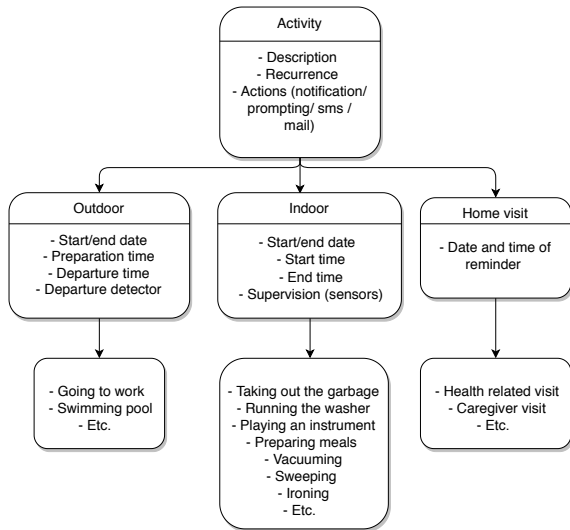 Activity
- Description
- Recurrence
- Actions (notification/
prompting/ sms /
mail)
Outdoor
- Start/end date
- Preparation time
- Departure time
- Departure detector
Indoor
- Start/end date
- Start time
- End time
- Supervision (sensors)
Home visit
- Date and time of
reminder
- Going to work
- Swimming pool
- Etc.
- Taking out the garbage
- Running the washer
- Playing an instrument
- Preparing meals
- Vacuuming
- Sweeping
- Ironing
- Etc.
- Health related visit
- Caregiver visit
- Etc.